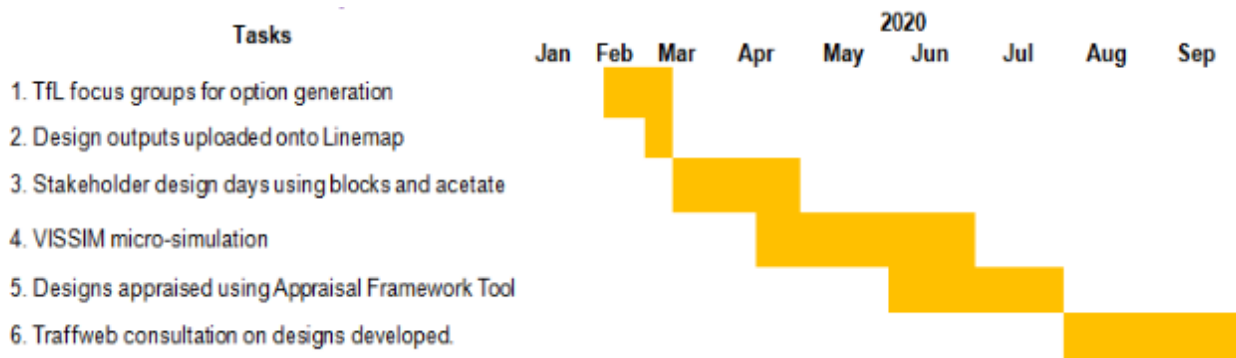 2020
Tasks
Jan Feb Mar Apr May Jun Jul Aug Sep
1. TfL focus groups for option generation
2. Design outputs uploaded onto Linemap
3. Stakeholder design days using blocks and acetate
4. VISSIM micro-simulation
5. Designs appraised using Appraisal Framework Tool
6. Traffweb consultation on designs developed.